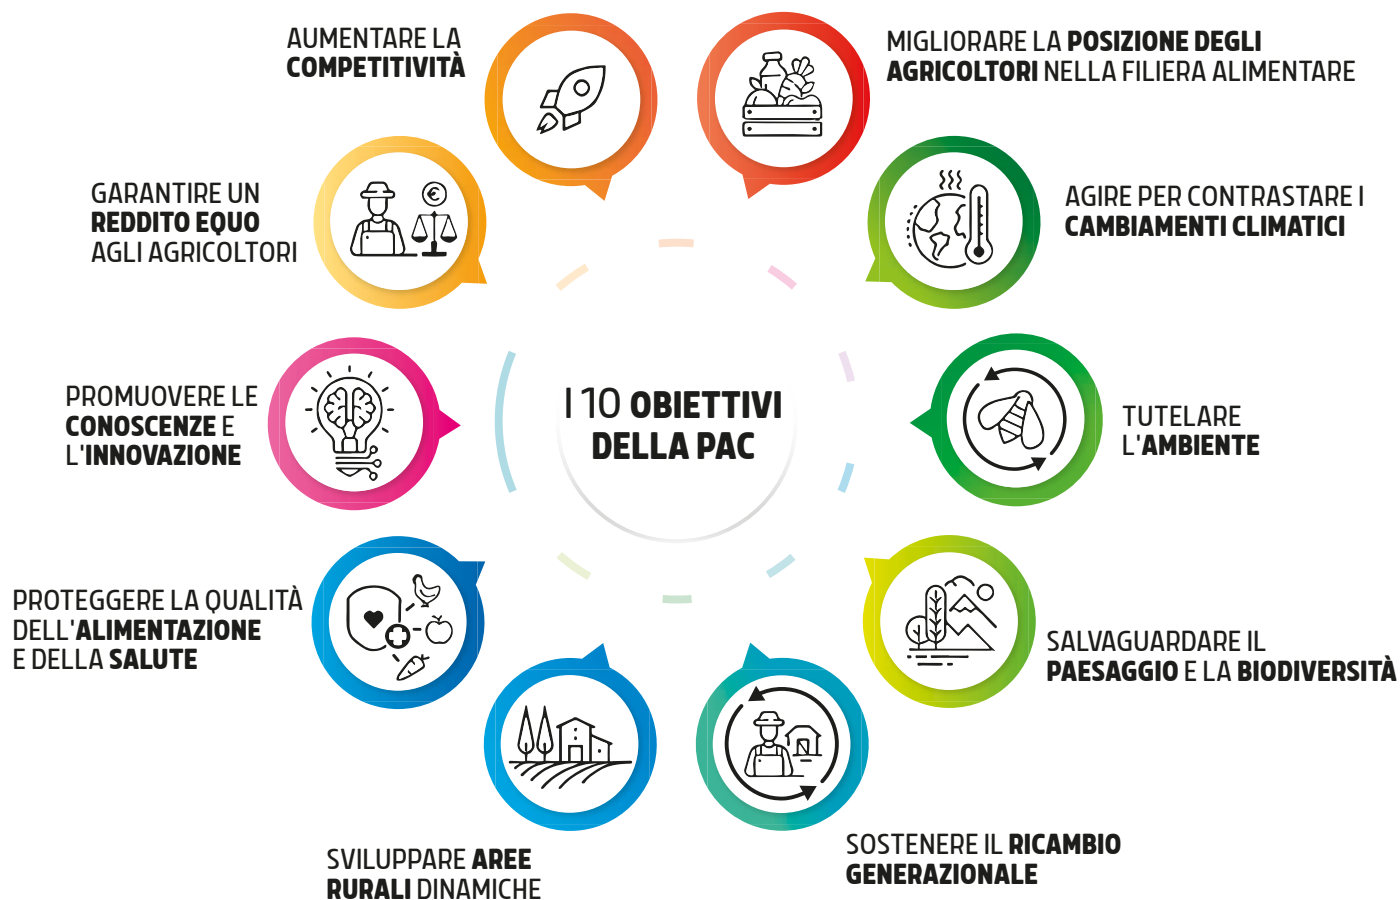 I 10 OBIETTIVI
DELLA PAC
AUMENTARE LA
COMPETITIVITÀ
MIGLIORARE LA POSIZIONE DEGLI
AGRICOLTORI NELLA FILIERA ALIMENTARE
AGIRE PER CONTRASTARE I
CAMBIAMENTI CLIMATICI
TUTELARE
L'AMBIENTE
SALVAGUARDARE IL
PAESAGGIO E LA BIODIVERSITÀ
SOSTENERE IL RICAMBIO
GENERAZIONALE
SVILUPPARE AREE
RURALI DINAMICHE
PROTEGGERE LA QUALITÀ
DELL'ALIMENTAZIONE
E DELLA SALUTE
PROMUOVERE LE
CONOSCENZE E
L'INNOVAZIONE
GARANTIRE UN
REDDITO EQUO
AGLI AGRICOLTORI
€